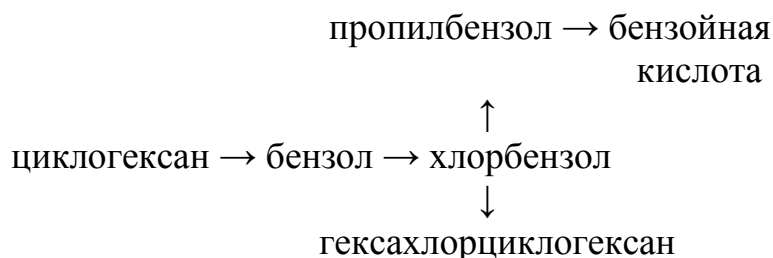 пропилбензол → бензойная
кислота
↑
циклогексан → бензол → хлорбензол
↓
гексахлорциклогексан